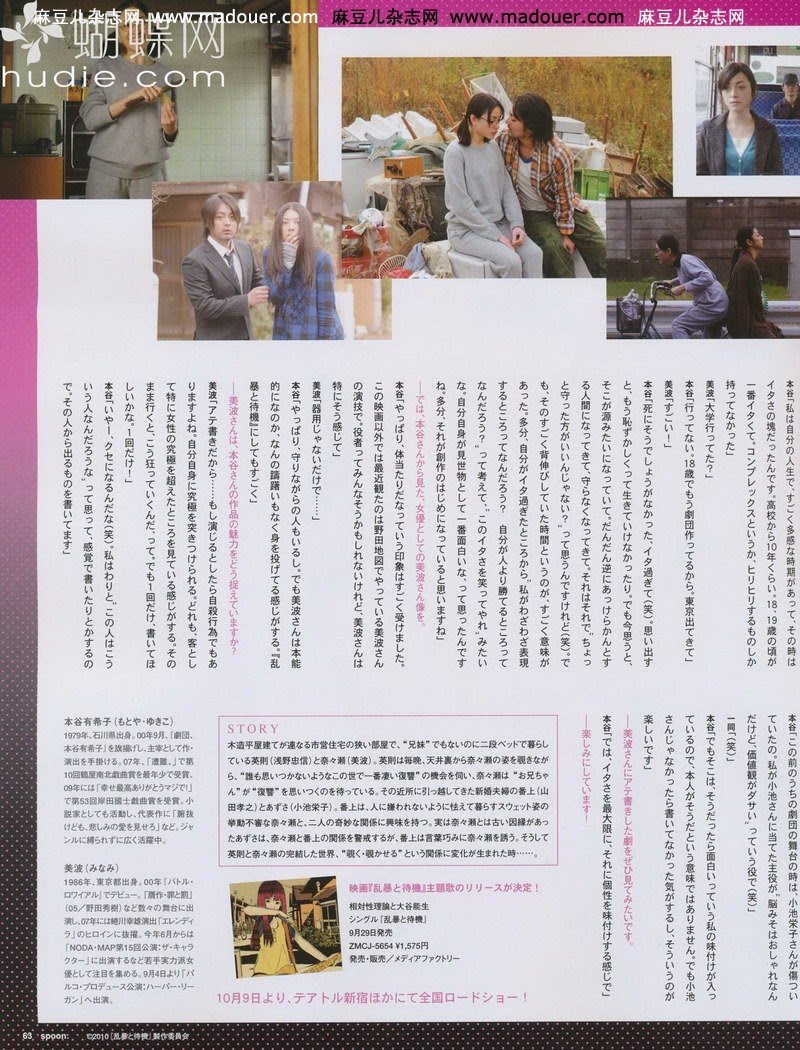 麻豆儿杂志网 www.madouer.com 麻豆儿杂志网 www.madouer.com 麻豆儿杂志网
蝴蝶网
hudie.com
本谷「私は自分の人生で、すごく多感な時期があって、その時は
イタさの塊だったんです。高校から10年くらい。18、19歳の頃が
一番イタくて。コンプレックスというか、ヒリヒリするものしか
持ってなかった」
美波「大学行ってた?」
本谷「行ってない。18歳でもう劇団作ってるから。東京出てきて」
美波「すごい!」
本谷「死にそうでしょうがなかった、イタ過ぎて(笑)。思い出す
と、もう恥ずかしくって生きていけなかったり。でも今思うと、
そこが源みたいになっていて。だんだん逆にあっけらかんとす
る人間になってきて。守らなくなってきて。それはそれで、“ちょっ
と守った方がいいんじゃない?”って思うんですけれど(笑)。で
も、そのすごく背伸びしていた時間というのが、すごく意味が
あった。多分、自分がイタ過ぎたところから、“私がわざわざ表現
するところってなんだろう? 自分が人より勝てるところって
なんだろう?”って考えて、“このイタさを笑ってやれ”みたい
な。自分自身が見世物として一番面白いな、って思ったんです
ね。多分、それが創作のはじめになっていると思いますね」
―では、本谷さんから見た、女優としての美波さん像を。
本谷「やっぱり、体当たりだなっていう印象はすごく受けました。
この映画以外では最近観たのは野田地図でやっている美波さん
の演技で。役者ってみんなそうかもしれないけれど、美波さんは
特にそう感じて」
美波「器用じゃないだけで……」
本谷「やっぱり、守りながらの人もいるし。でも美波さんは本能
的になのか、なんの躊躇いもなく身を投げてる感じがする。『乱
暴と待機』にしてもすごく」
―美波さんは、本谷さんの作品の魅力をどう捉えていますか?
美波「アテ書きだから……もし演じるとしたら自殺行為でもあ
りますよね。自分自身に究極を突きつけられる。どれも、客とし
て特に女性の究極を超えたところを見ている感じがする。その
まま行くと、こう狂っていくんだ、って。でも1回だけ、書いてほ
しいかな。1回だけ!」
本谷「いやー クセになるんだな(笑)。私はわりと、“この人はこう
いう人なんだろうな”って思って、感覚で書いたりとかするの
で。その人から出るものを書いてます」
本谷「この前のうちの劇団の舞台の時は、小池栄子さんが傷つい
ていたの。私が小池さんに当てた主役が“脳みそはおしゃれなん
だけど、価値観がダサい”っていう役で(笑)」
一同「(笑)」
本谷「でもそこは、そうだったら面白いっていう私の味付けが入っ
ているので、本人がそうだという意味ではありません。でも小池
さんじゃなかったら書いてなかった気がするし、そういうのが
楽しいです」
―美波さんにアテ書きした劇をぜひ見てみたいです。
本谷「では、イタさを最大限に、それに個性を味付けする感じで」
―楽しみにしています!
本谷有希子(もとや・ゆきこ)
1979年、石川県出身。00年9月、「劇団、
本谷有希子」を旗揚げし、主宰として作・
演出を手掛ける。07年、「遭難、」で第
10回鶴屋南北戯曲賞を最年少で受賞、
09年には「幸せ最高ありがとうマジで!」
で第53回岸田國士戯曲賞を受賞。小
説家としても活動し、代表作に「腑抜
けども、悲しみの愛を見せろ」など。ジャ
ンルに縛られずに広く活躍中。
美波(みなみ)
1986年、東京都出身。00年「バトル・
ロワイアル」でデビュー。「贋作・罪と罰」
(05/野田秀樹)など数々の舞台に出
演し、07年には蜷川幸雄演出「エレンディ
ラ」のヒロインに抜擢。今年6月からは
「NODA・MAP第15回公演:ザ・キャラ
クター」に出演するなど若手実力派女
優として注目を集める。9月4日より「パ
ルコ・プロデュース公演:ハーパー・リー
ガン」へ出演。
STORY
木造平屋建てが連なる市営住宅の狭い部屋で、“兄妹”でもないのに二段ベッドで暮らし
ている英則(浅野忠信)と奈々瀬(美波)。英則は毎晩、天井裏から奈々瀬の姿を覗きなが
ら、“誰も思いつかないようなこの世で一番凄い復讐”の機会を伺い、奈々瀬は“お兄ちゃ
ん”が“復讐”を思いつくのを待っている。その近所に引っ越してきた新婚夫婦の番上(山
田孝之)とあずさ(小池栄子)。番上は、人に嫌われないように怯えて暮らすスウェット姿の
挙動不審な奈々瀬と、二人の奇妙な関係に興味を持つ。実は奈々瀬とは古い因縁があっ
たあずさは、奈々瀬と番上の関係を警戒するが、番上は言葉巧みに奈々瀬を誘う。そうして
英則と奈々瀬の完結した世界、“覗く・覗かせる”という関係に変化が生まれた時……。
映画『乱暴と待機』主題歌のリリースが決定!
相対性理論と大谷能生
シングル『乱暴と待機』
9月29日発売
ZMCJ-5654 ¥1,575円
発売・販売/メディアファクトリー
10月9日より、テアトル新宿ほかにて全国ロードショー!
63 spoon: ©2010『乱暴と待機』製作委員会